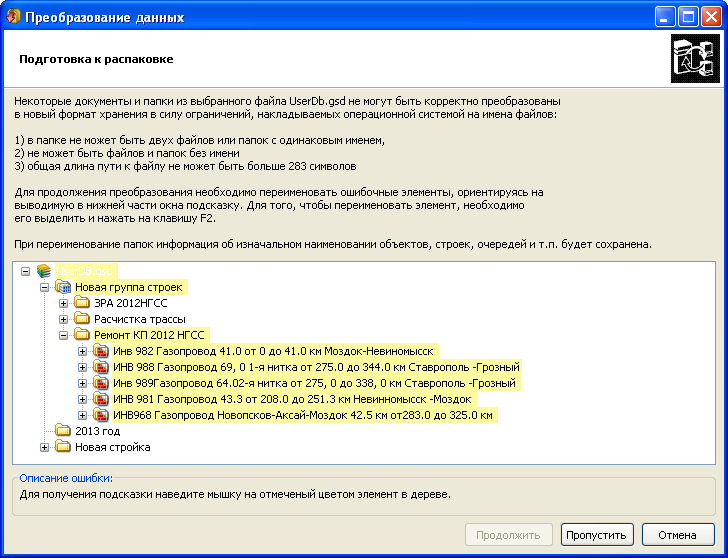 Преобразование данных
Подготовка к распаковке
Некоторые документы и папки из выбранного файла UserDb.gsd не могут быть корректно преобразованы
в новый формат хранения в силу ограничений, накладываемых операционной системой на имена файлов:
1) в папке не может быть двух файлов или папок с одинаковым именем,
2) не может быть файлов и папок без имени
3) общая длина пути к файлу не может быть больше 283 символов
Для продолжения преобразования необходимо переименовать ошибочные элементы, ориентируясь на
выводимую в нижней части окна подсказку. Для того, чтобы переименовать элемент, необходимо
его выделить и нажать на клавишу F2.
При переименование папок информация об изначальном наименовании объектов, строек, очередей и т.п. будет сохранена.
UserDB.gsd
Новая группа строек
ЗРА 2012НГСС
Расчистка трассы
Ремонт КП 2012 НГСС
Инв 982 Газопровод 41.0 от 0 до 41.0 км Моздок-Невиномысск
ИНВ 988 Газопровод 69, 0 1-я нитка от 275.0 до 344.0 км Ставрополь -Грозный
Инв 989Газопровод 64.02-я нитка от 275, 0 до 338, 0 км Ставрополь -Грозный
ИНВ 981 Газопровод 43.3 от 208.0 до 251.3 км Невинномысск -Моздок
ИНВ968 Газопровод Новопсков-Аксай-Моздок 42.5 км от283.0 до 325.0 км
2013 год
Новая стройка
Описание ошибки:
Для получения подсказки наведите мышку на отмеченый цветом элемент в дереве.
Продолжить Пропустить Отмена